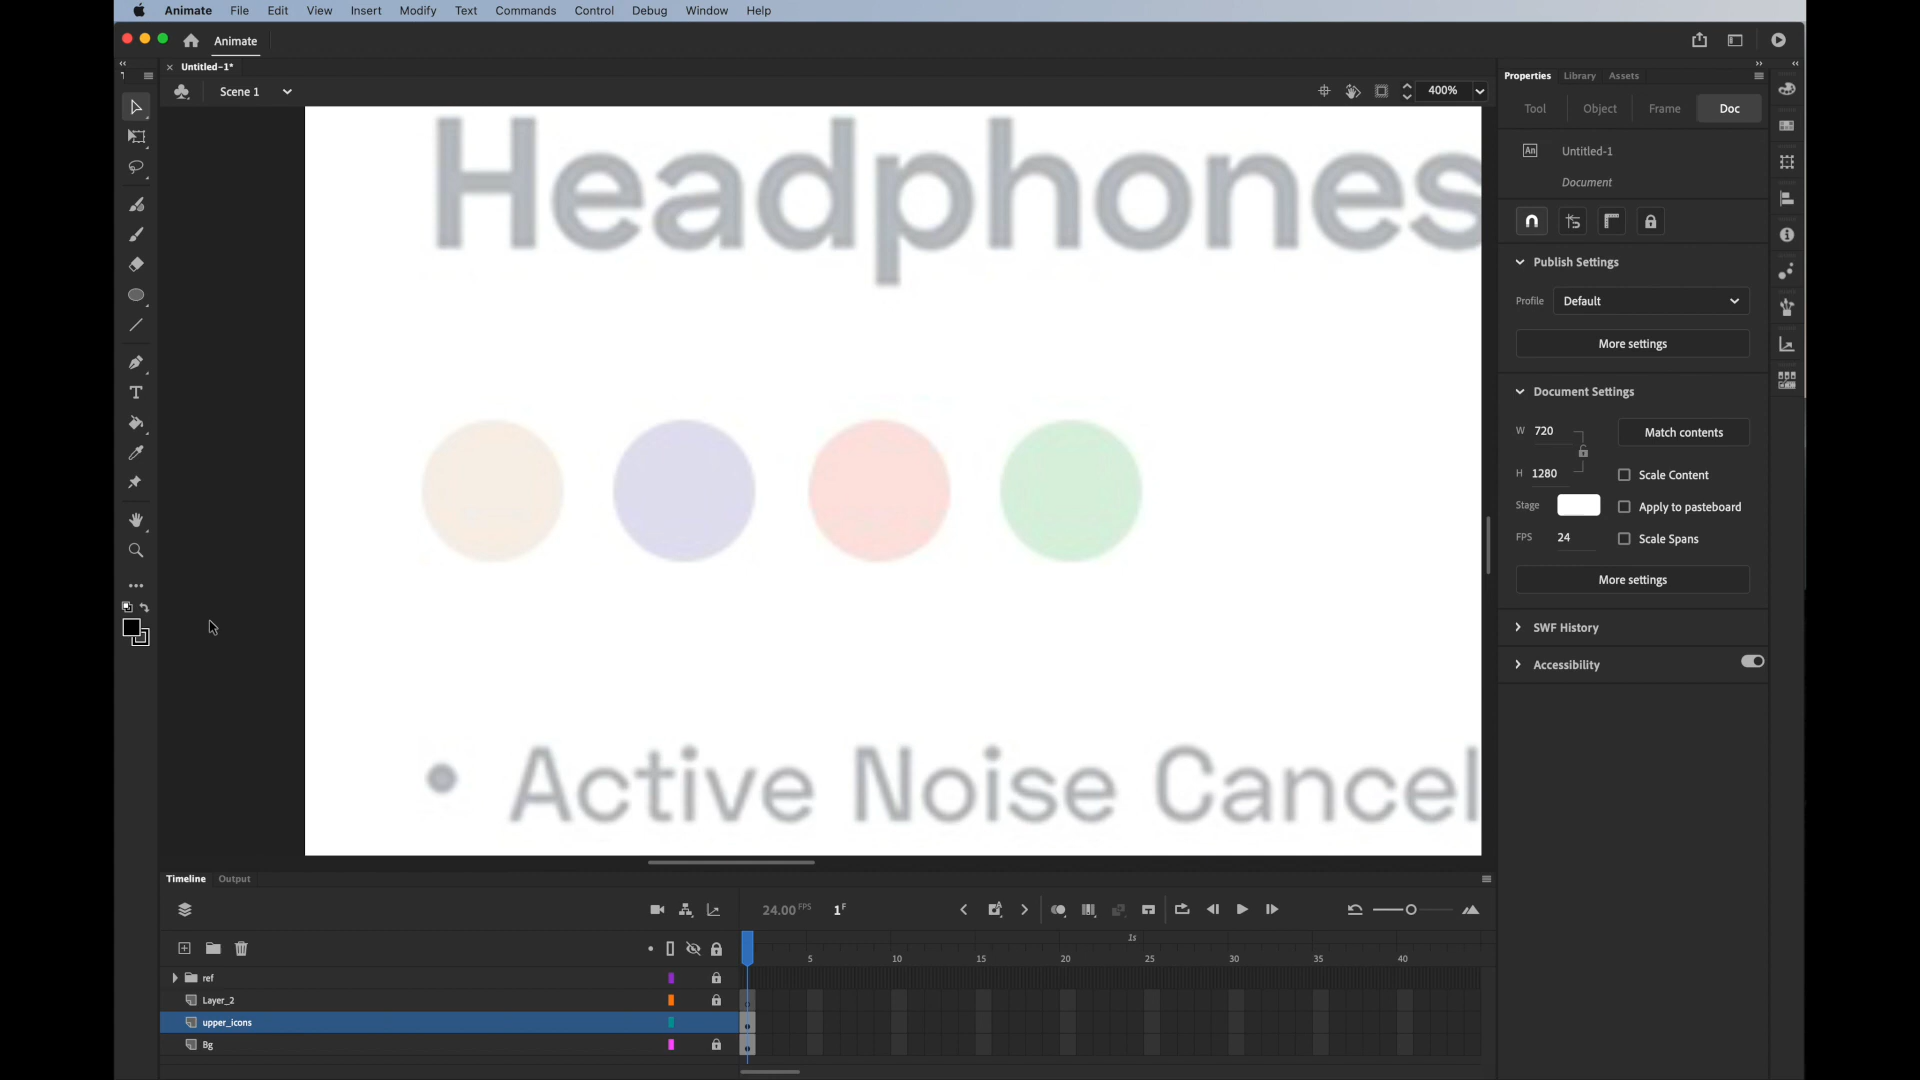 Animate File Edit View Insert Modify Text Commands Control Debug Window Help
Animate
Untitled-1*
Properties Library Assets
Scene 1
400%
Tool Object Frame Doc
An Untitled-1
Document
Publish Settings
Profile Default
More settings
Document Settings
W 720
Match contents
H 1280
Scale Content
Stage
Apply to pasteboard
FPS 24
Scale Spans
More settings
SWF History
Accessibility
Headphones
• Active Noise Cancel
Timeline Output
24.00 FPS 1 F
1s
5 10 15 20 25 30 35 40
ref
Layer_2
upper_icons
Bg